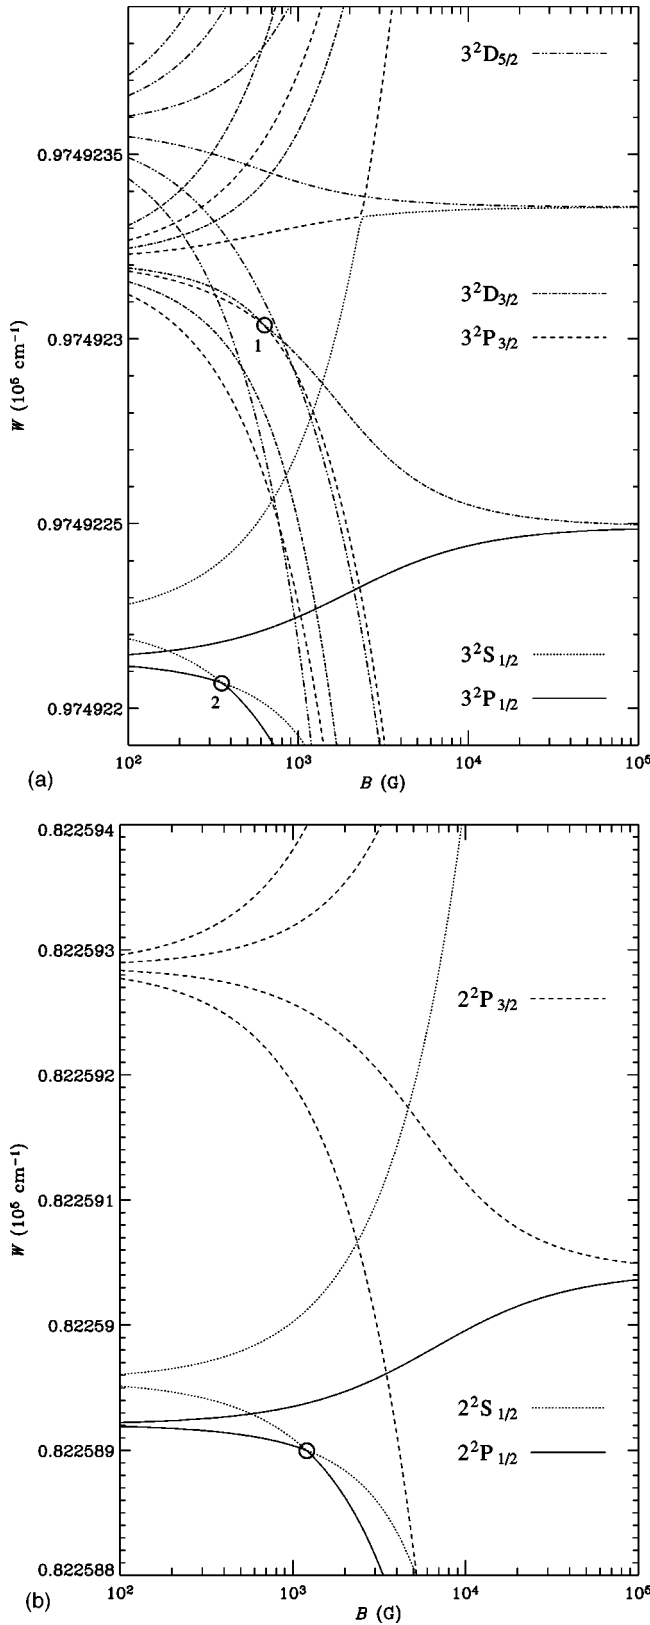 3²D₅/₂
0.9749235
3²D₃/₂
0.974923
3²P₃/₂
1
W (10⁶ cm⁻¹)
0.9749225
3²S₁/₂
3²P₁/₂
2
0.974922
10² 10³ 10⁴ 10⁵
(a) B (G)
0.822594
0.822593
2²P₃/₂
0.822592
W (10⁵ cm⁻¹)
0.822591
0.82259
2²S₁/₂
2²P₁/₂
0.822589
0.822588
10² 10³ 10⁴ 10⁵
(b) B (G)